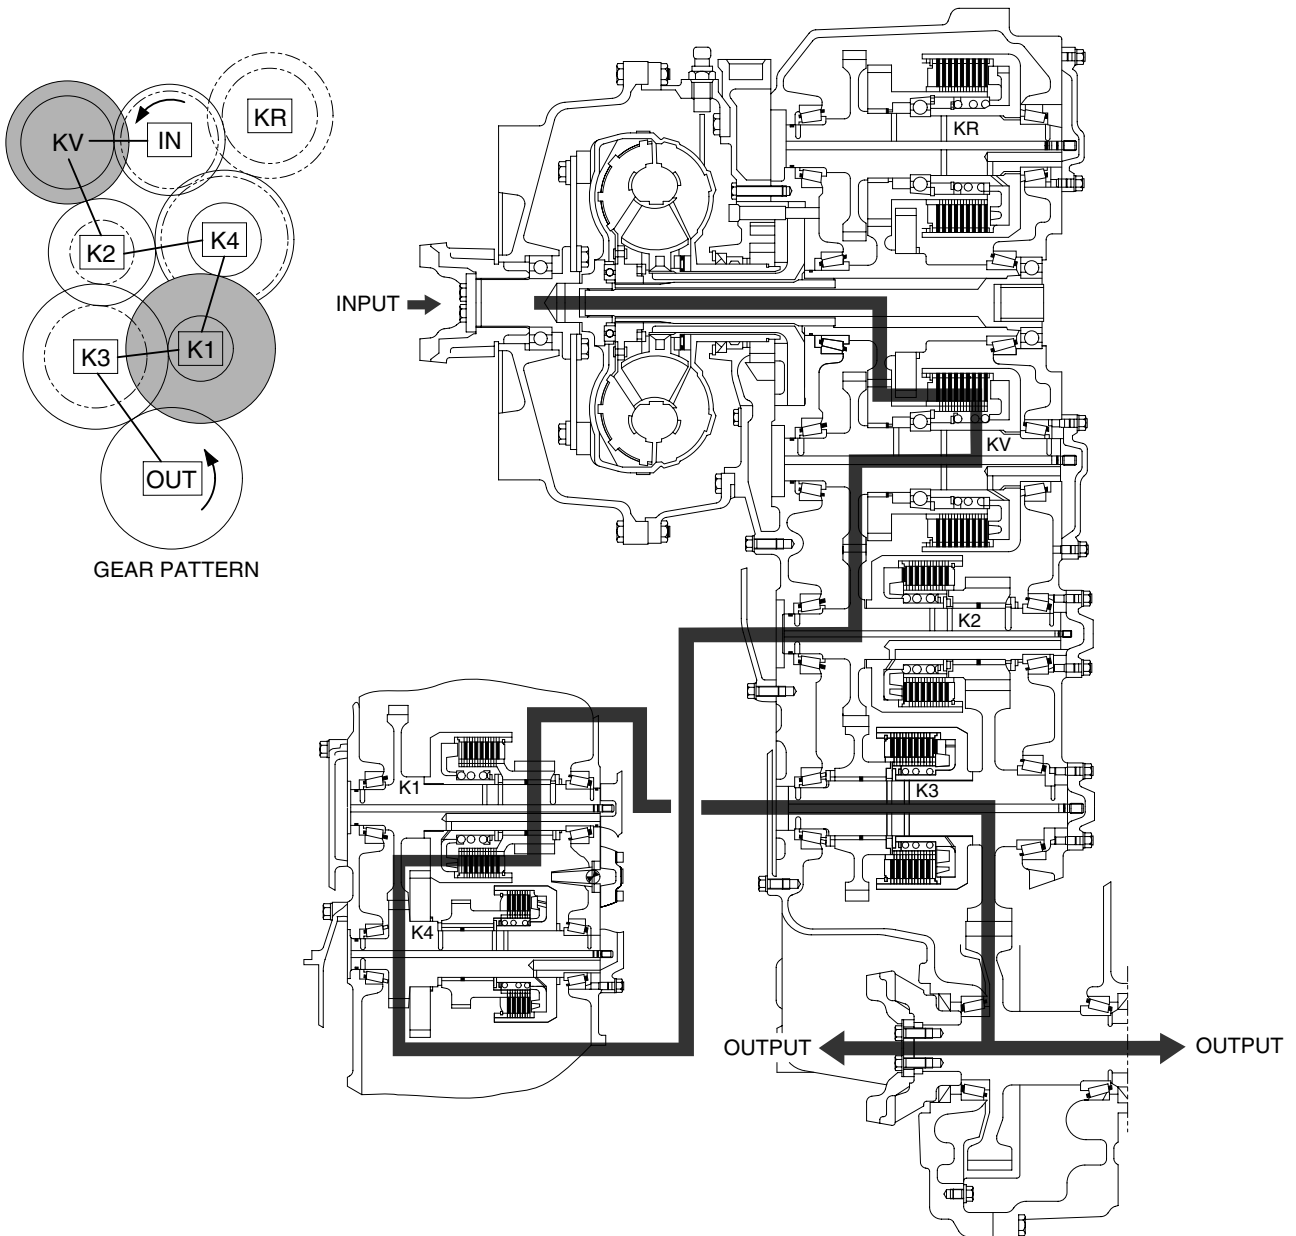 KV
IN
KR
K2
K4
K3
K1
OUT
GEAR PATTERN
INPUT
KR
KV
K2
K1
K3
K4
OUTPUT
OUTPUT